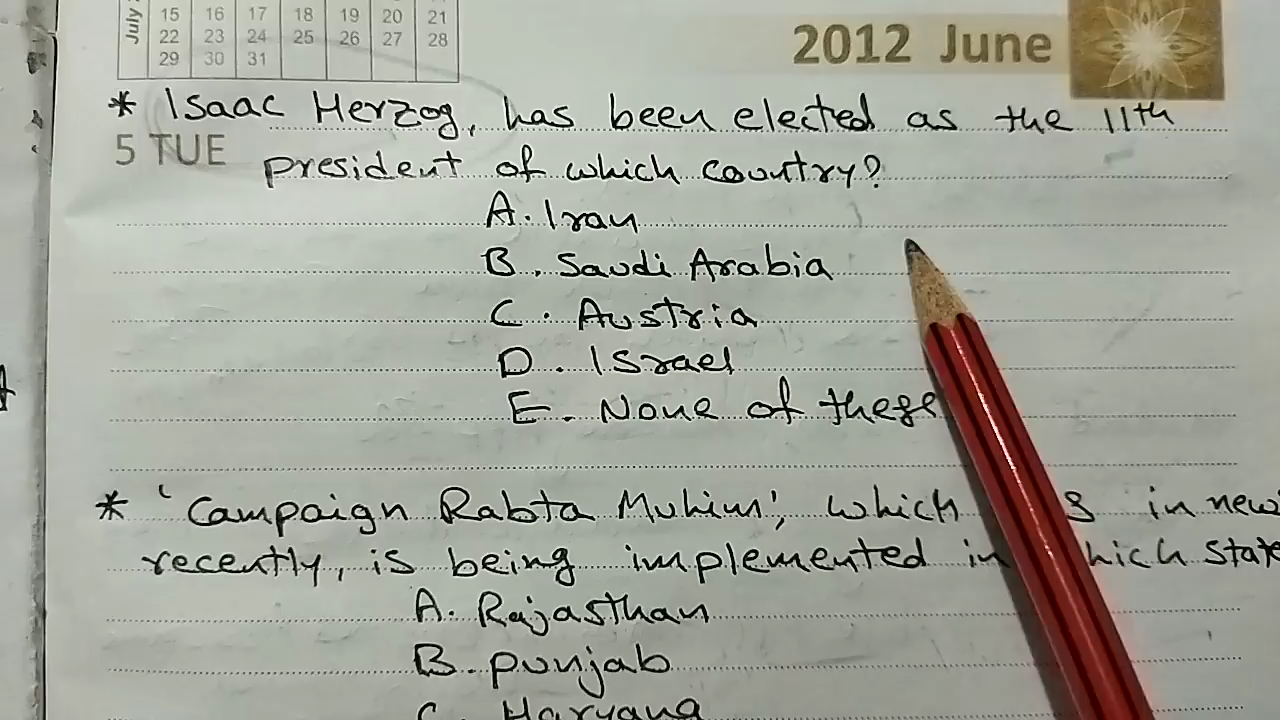 July
15 16 17 18 19 20 21
22 23 24 25 26 27 28
29 30 31
2012 June
* Isaac Herzog, has been elected as the 11th
5 TUE
president of which country?
A. Iran
B. Saudi Arabia
C. Austria
D. Israel
E. None of these
* 'Campaign Rabta Muhim', which in new
recently, is being implemented in which State
A. Rajasthan
B. Punjab
C. Haryana